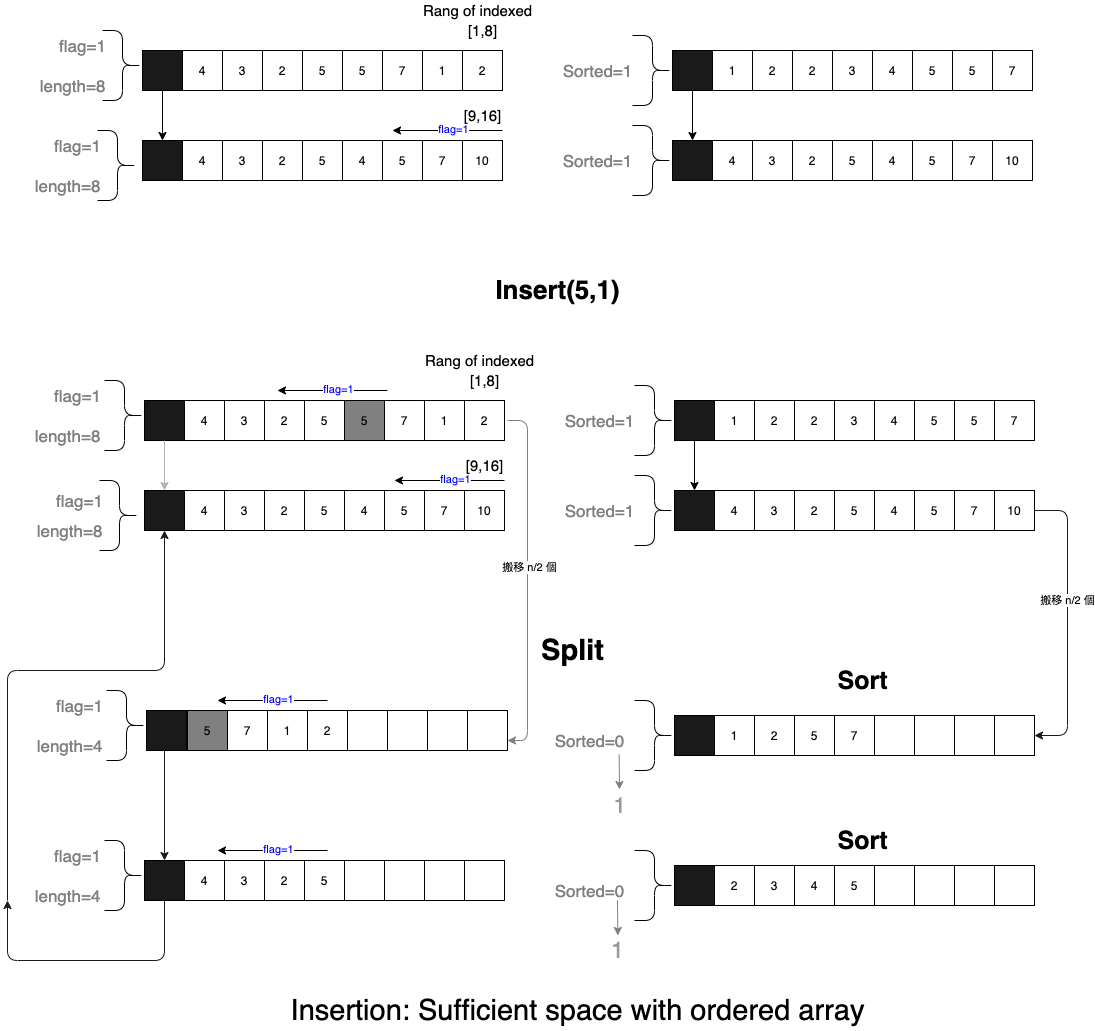 Rang of indexed
[1,8]
flag=1
length=8
4 3 2 5 5 7 1 2
Sorted=1
1 2 2 3 4 5 5 7
[9,16]
flag=1
flag=1
length=8
4 3 2 5 4 5 7 10
Sorted=1
4 3 2 5 4 5 7 10
Insert(5,1)
Rang of indexed
[1,8]
flag=1
flag=1
length=8
4 3 2 5 5 7 1 2
Sorted=1
1 2 2 3 4 5 5 7
[9,16]
flag=1
flag=1
length=8
4 3 2 5 4 5 7 10
Sorted=1
4 3 2 5 4 5 7 10
搬移 n/2 個
搬移 n/2 個
Split
Sort
flag=1
flag=1
length=4
5 7 1 2
Sorted=0
1
1 2 5 7
Sort
flag=1
flag=1
length=4
4 3 2 5
Sorted=0
1
2 3 4 5
Insertion: Sufficient space with ordered array